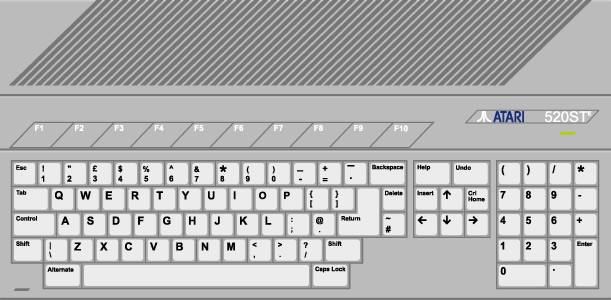 ATARI 520ST
F1 F2 F3 F4 F5 F6 F7 F8 F9 F10
Esc ! 1 " 2 £ 3 $ 4 % 5 ^ 6 & 7 * 8 ( 9 ) 0 _ - + = Backspace Help Undo ( ) / *
Tab Q W E R T Y U I O P { [ } ] Delete Insert ↑ Clr Home 7 8 9 -
Control A S D F G H J K L : ; @ . Return ~ # ← ↓ → 4 5 6 +
Shift | \ Z X C V B N M < , > . ? / Shift 1 2 3 Enter
Alternate Caps Lock 0 .